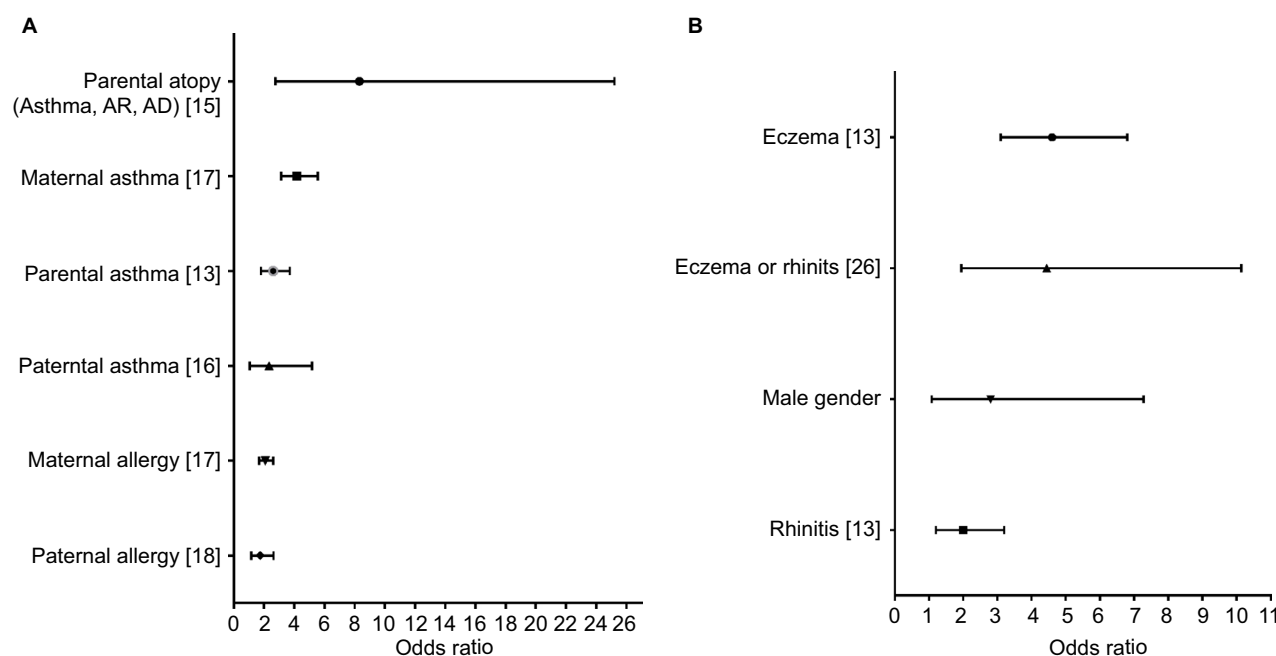 A
Parental atopy
(Asthma, AR, AD) [15]
Maternal asthma [17]
Parental asthma [13]
Paterntal asthma [16]
Maternal allergy [17]
Paternal allergy [18]
0 2 4 6 8 10 12 14 16 18 20 22 24 26
Odds ratio
B
Eczema [13]
Eczema or rhinits [26]
Male gender
Rhinitis [13]
0 1 2 3 4 5 6 7 8 9 10 11
Odds ratio